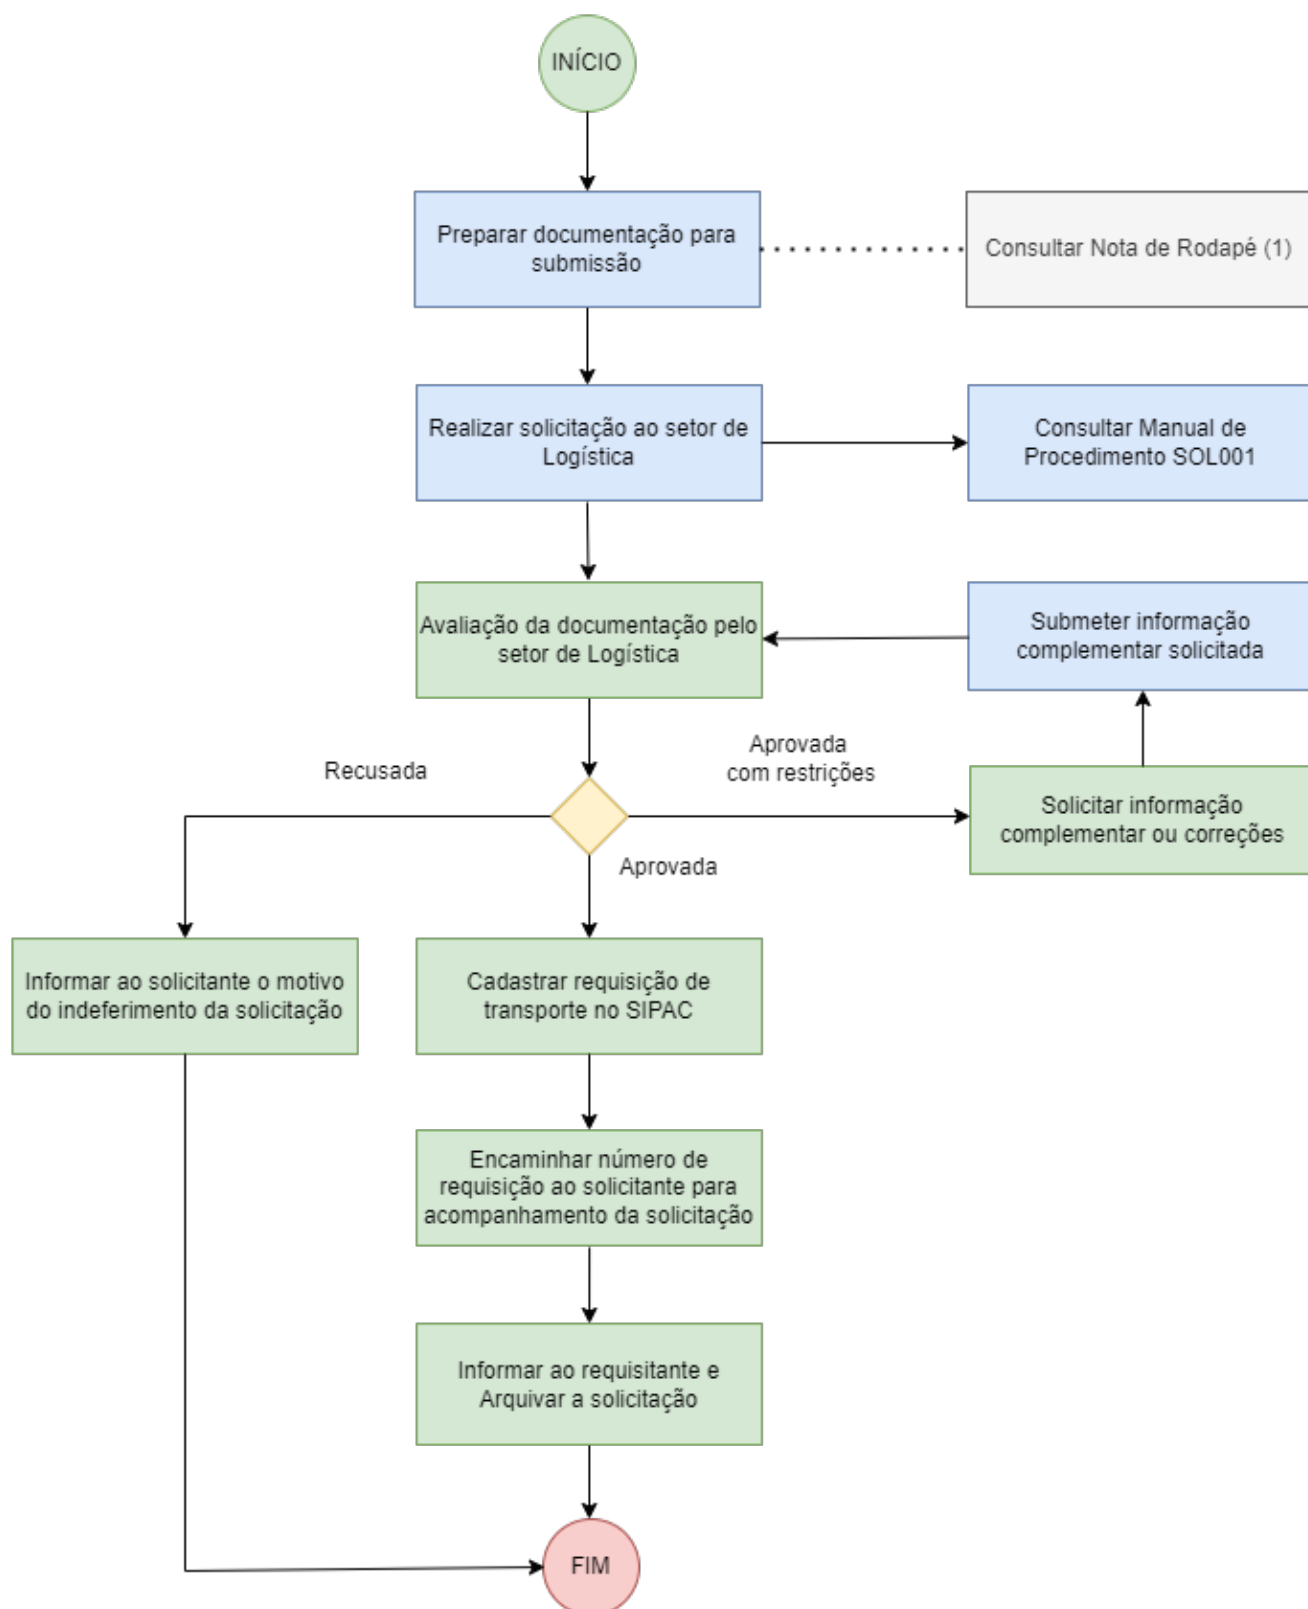 INÍCIO
Preparar documentação para
submissão
Consultar Nota de Rodapé (1)
Realizar solicitação ao setor de
Logística
Consultar Manual de
Procedimento SOL001
Avaliação da documentação pelo
setor de Logística
Submeter informação
complementar solicitada
Recusada
Aprovada
com restrições
Solicitar informação
complementar ou correções
Aprovada
Informar ao solicitante o motivo
do indeferimento da solicitação
Cadastrar requisição de
transporte no SIPAC
Encaminhar número de
requisição ao solicitante para
acompanhamento da solicitação
Informar ao requisitante e
Arquivar a solicitação
FIM